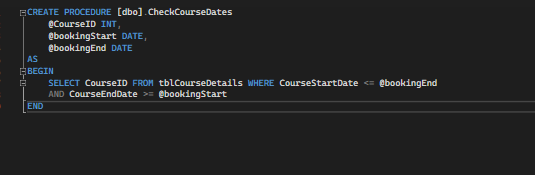 CREATE PROCEDURE [dbo].CheckCourseDates
@CourseID INT,
@bookingStart DATE,
@bookingEnd DATE
AS
BEGIN
SELECT CourseID FROM tblCourseDetails WHERE CourseStartDate <= @bookingEnd
AND CourseEndDate >= @bookingStart
END